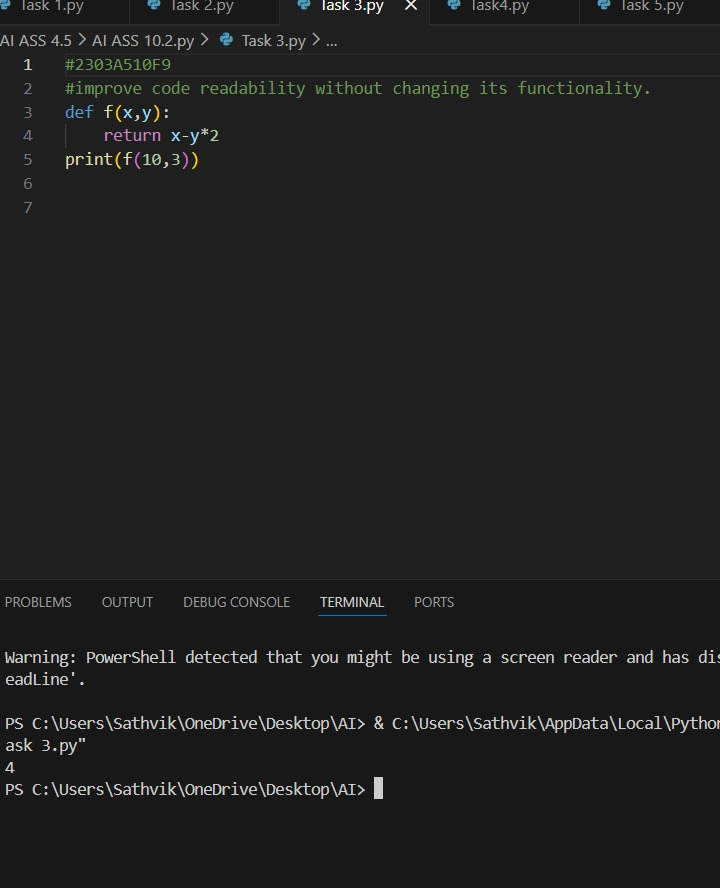 Task 1.py Task 2.py Task 3.py Task4.py Task 5.py
AI ASS 4.5 > AI ASS 10.2.py > Task 3.py > ...
1 #2303A510F9
2 #improve code readability without changing its functionality.
3 def f(x,y):
4 return x-y*2
5 print(f(10,3))
6
7
PROBLEMS OUTPUT DEBUG CONSOLE TERMINAL PORTS
Warning: PowerShell detected that you might be using a screen reader and has dis
eadLine'.
PS C:\Users\Sathvik\OneDrive\Desktop\AI> & C:\Users\Sathvik\AppData\Local\Python
ask 3.py"
4
PS C:\Users\Sathvik\OneDrive\Desktop\AI>